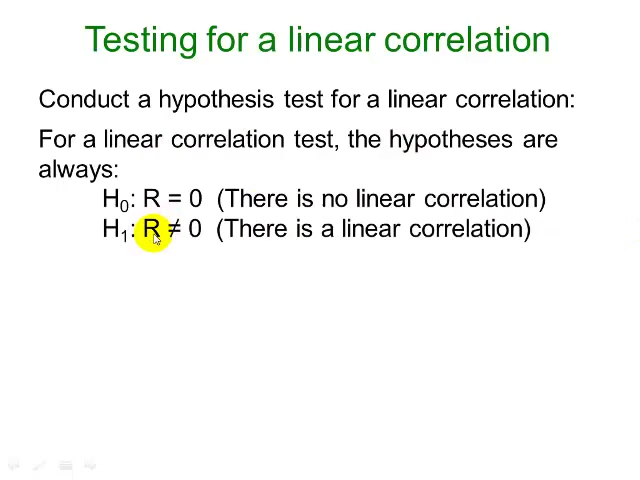 Testing for a linear correlation
Conduct a hypothesis test for a linear correlation:
For a linear correlation test, the hypotheses are
always:
H₀: R = 0 (There is no linear correlation)
H₁: R ≠ 0 (There is a linear correlation)